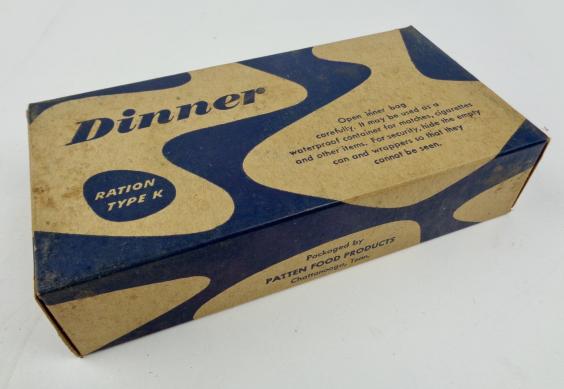 Dinner
RATION
TYPE K
Open inner bag
carefully. It may be used as a
waterproof container for matches, cigarettes
and other items. For security, hide the empty
can and wrappers so that they
cannot be seen.
Packaged by
PATTEN FOOD PRODUCTS
Chattanooga, Tenn.